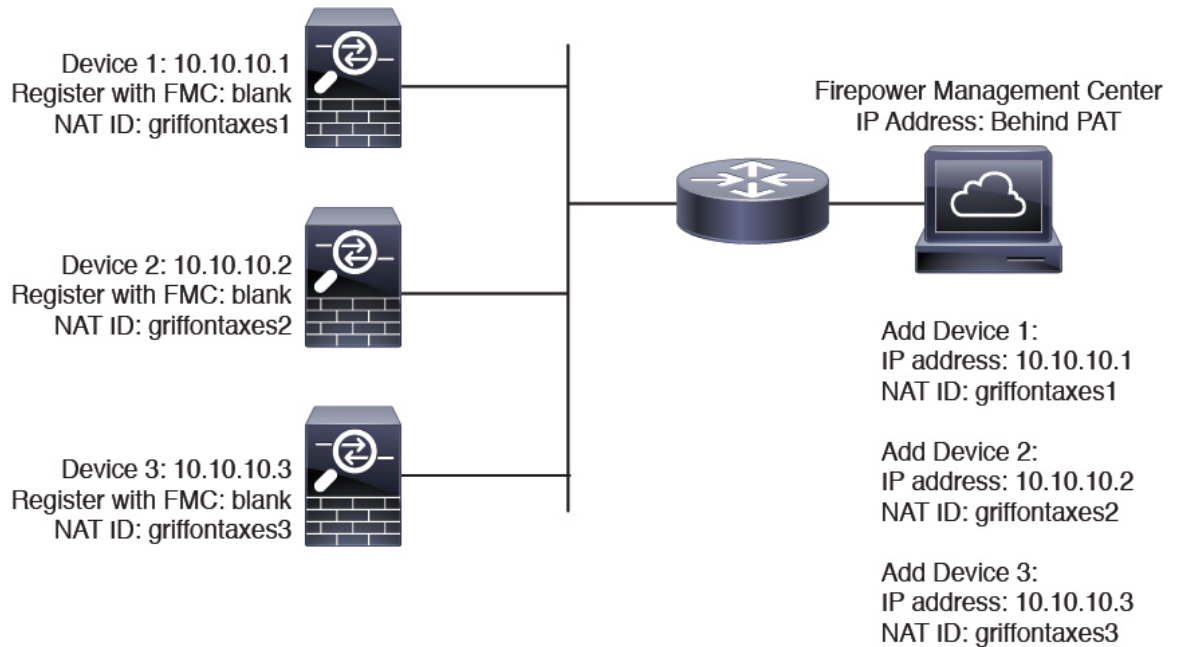 Device 1: 10.10.10.1
Register with FMC: blank
NAT ID: griffontaxes1
Device 2: 10.10.10.2
Register with FMC: blank
NAT ID: griffontaxes2
Device 3: 10.10.10.3
Register with FMC: blank
NAT ID: griffontaxes3
Firepower Management Center
IP Address: Behind PAT
Add Device 1:
IP address: 10.10.10.1
NAT ID: griffontaxes1
Add Device 2:
IP address: 10.10.10.2
NAT ID: griffontaxes2
Add Device 3:
IP address: 10.10.10.3
NAT ID: griffontaxes3